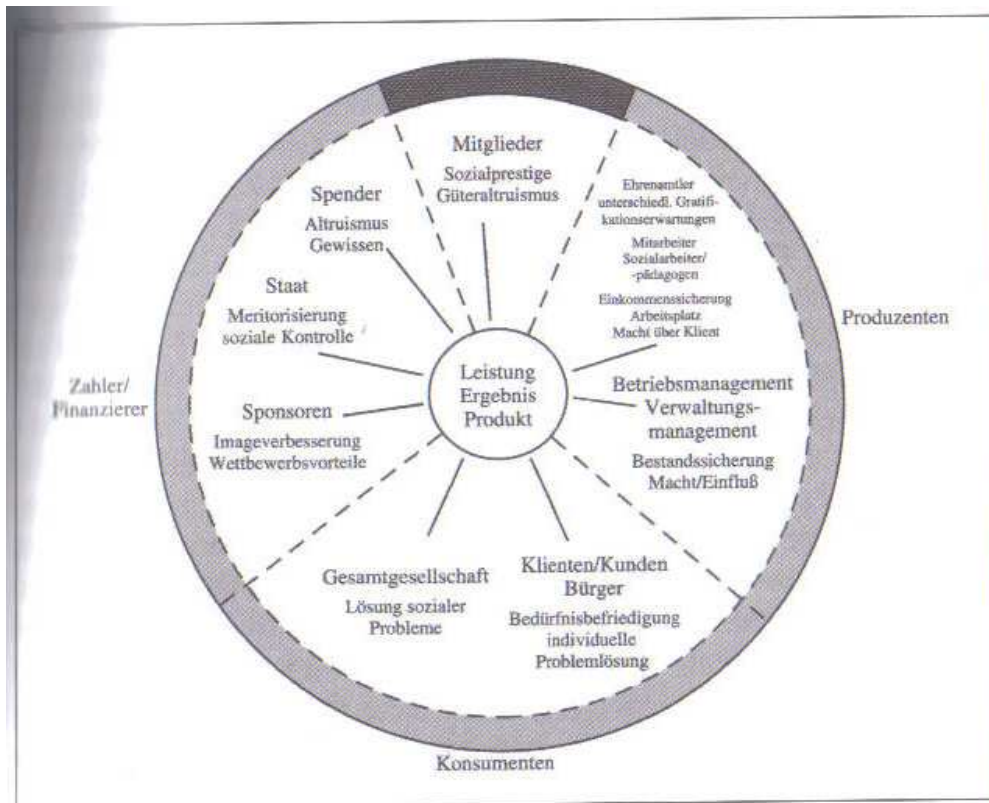 Mitglieder
Sozialprestige
Güteraltruismus
Spender
Altruismus
Gewissen
Staat
Meritorisierung
soziale Kontrolle
Zahler/
Finanzierer
Sponsoren
Imageverbesserung
Wettbewerbsvorteile
Ehrenamtler
unterschiedl. Gratifi-
kationserwartungen
Mitarbeiter
Sozialarbeiter/
-pädagogen
Einkommenssicherung
Arbeitsplatz
Macht über Klient
Produzenten
Leistung
Ergebnis
Produkt
Betriebsmanagement
Verwaltungs-
management
Bestandssicherung
Macht/Einfluß
Gesamtgesellschaft
Lösung sozialer
Probleme
Klienten/Kunden
Bürger
Bedürfnisbefriedigung
individuelle
Problemlösung
Konsumenten